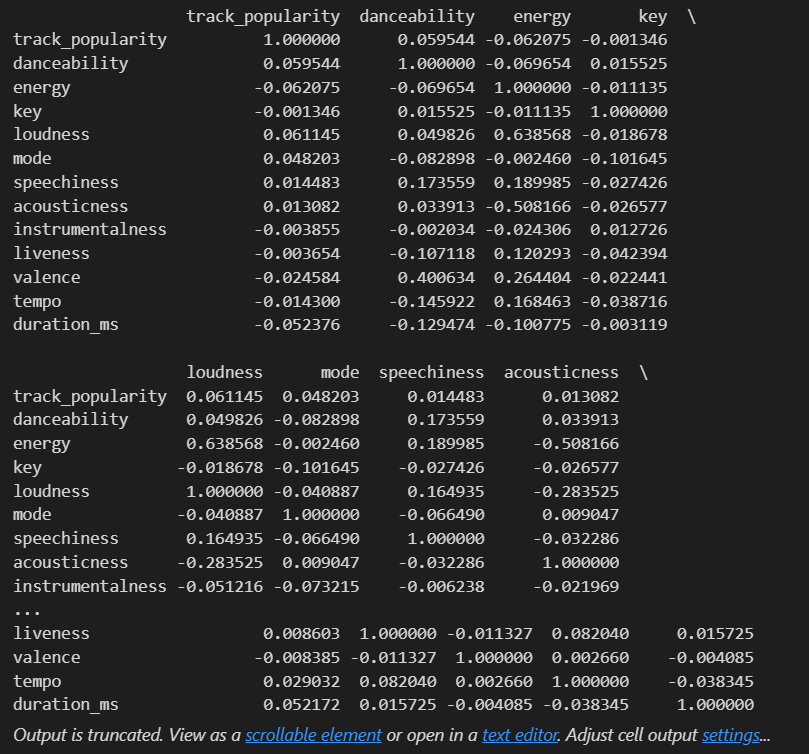 track_popularity danceability energy key \
track_popularity 1.000000 0.059544 -0.062075 -0.001346
danceability 0.059544 1.000000 -0.069654 0.015525
energy -0.062075 -0.069654 1.000000 -0.011135
key -0.001346 0.015525 -0.011135 1.000000
loudness 0.061145 0.049826 0.638568 -0.018678
mode 0.048203 -0.082898 -0.002460 -0.101645
speechiness 0.014483 0.173559 0.189985 -0.027426
acousticness 0.013082 0.033913 -0.508166 -0.026577
instrumentalness -0.003855 -0.002034 -0.024306 0.012726
liveness -0.003654 -0.107118 0.120293 -0.042394
valence -0.024584 0.400634 0.264404 -0.022441
tempo -0.014300 -0.145922 0.168463 -0.038716
duration_ms -0.052376 -0.129474 -0.100775 -0.003119
loudness mode speechiness acousticness \
track_popularity 0.061145 0.048203 0.014483 0.013082
danceability 0.049826 -0.082898 0.173559 0.033913
energy 0.638568 -0.002460 0.189985 -0.508166
key -0.018678 -0.101645 -0.027426 -0.026577
loudness 1.000000 -0.040887 0.164935 -0.283525
mode -0.040887 1.000000 -0.066490 0.009047
speechiness 0.164935 -0.066490 1.000000 -0.032286
acousticness -0.283525 0.009047 -0.032286 1.000000
instrumentalness -0.051216 -0.073215 -0.006238 -0.021969
...
liveness 0.008603 1.000000 -0.011327 0.082040 0.015725
valence -0.008385 -0.011327 1.000000 0.002660 -0.004085
tempo 0.029032 0.082040 0.002660 1.000000 -0.038345
duration_ms 0.052172 0.015725 -0.004085 -0.038345 1.000000
Output is truncated. View as a scrollable element or open in a text editor. Adjust cell output settings...